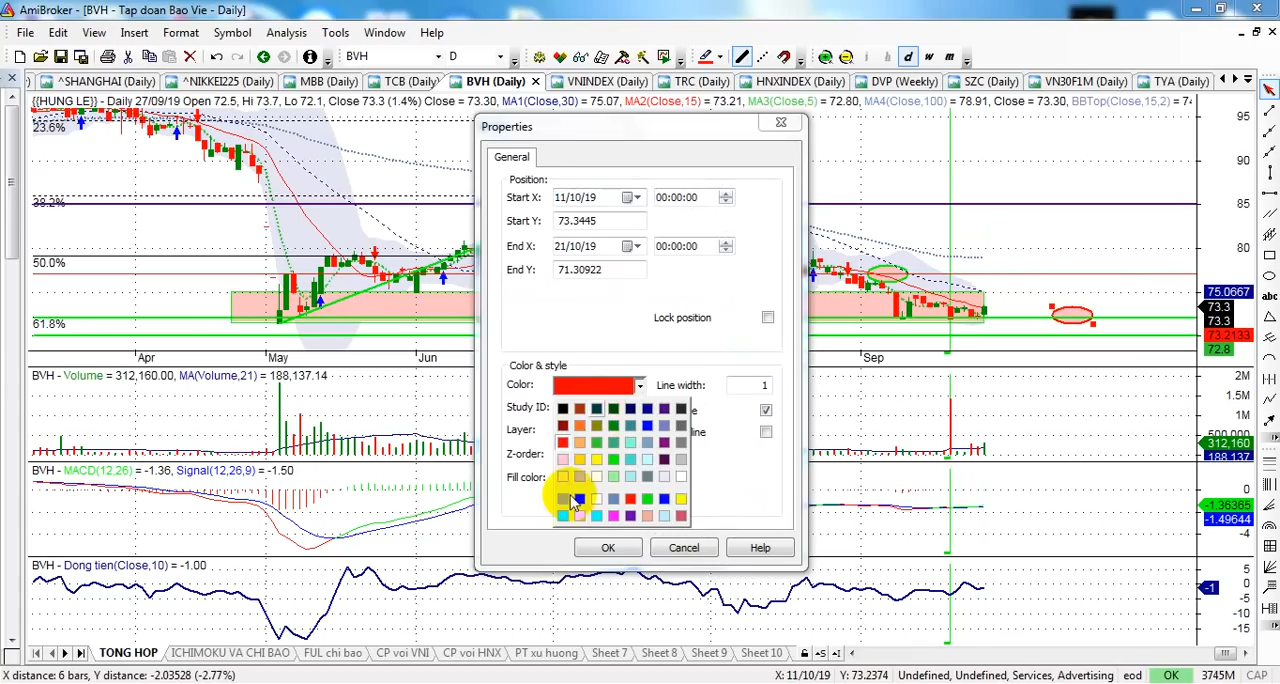 AmiBroker - [BVH - Tap doan Bao Vie - Daily]
File Edit View Insert Format Symbol Analysis Tools Window Help
BVH D i h d w m
^SHANGHAI (Daily) ^NIKKEI225 (Daily) MBB (Daily) TCB (Daily) BVH (Daily) VNINDEX (Daily) TRC (Daily) HNXINDEX (Daily) DVP (Weekly) SZC (Daily) VN30F1M (Daily) TYA (Daily)
{{HUNG LE}} - Daily 27/09/19 Open 72.5, Hi 73.7, Lo 72.1, Close 73.3 (1.4%) Close = 73.30, MA1(Close,30) = 75.07, MA2(Close,15) = 73.21, MA3(Close,5) = 72.80, MA4(Close,100) = 78.91, Close = 73.30, BBTop(Close,15,2) = 74
23.6%
38.2%
50.0%
61.8%
95
90
85
80
75.0667
73.3
73.3
73.2133
72.8
Apr May Jun Sep
Properties
General
Position:
Start X: 11/10/19 00:00:00
Start Y: 73.3445
End X: 21/10/19 00:00:00
End Y: 71.30922
Lock position
Color & style
Color: Line width: 1
Study ID:
Layer:
Z-order:
Fill color:
OK Cancel Help
BVH - Volume = 312,160.00, MA(Volume,21) = 188,137.14
2M
1.5M
1M
500,000
312,160
188,137
BVH - MACD(12,26) = -1.36, Signal(12,26,9) = -1.50
0
-1.36365
-1.49644
-4
BVH - Dong tien(Close,10) = -1.00
5
0
-1
-5
-10
-15
TONG HOP ICHIMOKU VA CHI BAO FUL chi bao CP voi VNI CP voi HNX PT xu huong Sheet 7 Sheet 8 Sheet 9 Sheet 10
X distance: 6 bars, Y distance: -2.03528 (-2.77%) X: 11/10/19 Y: 73.2374 Undefined, Undefined, Services, Advertising eod OK 3745M CAP
abc